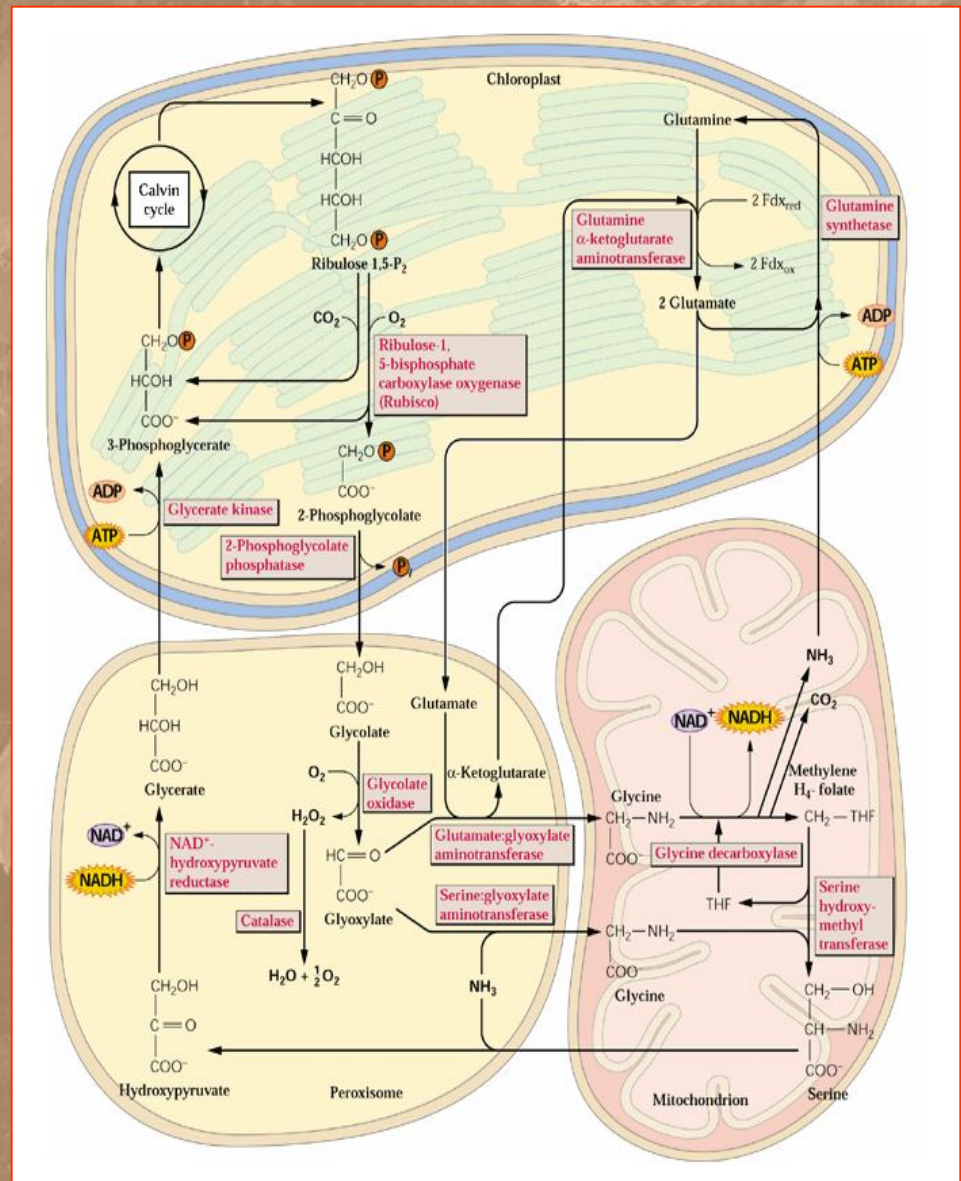 Chloroplast
CH₂O P
C=O
HCOH
HCOH
CH₂O P
Ribulose 1,5-P₂
Calvin
cycle
CO₂
O₂
Ribulose-1,
5-bisphosphate
carboxylase oxygenase
(Rubisco)
CH₂OP
HCOH
COO⁻
3-Phosphoglycerate
CH₂O P
COO⁻
2-Phosphoglycolate
ADP
ATP
Glycerate kinase
2-Phosphoglycolate
phosphatase
Pi
Glutamine
2 Fdx_red
2 Fdx_ox
Glutamine
α-ketoglutarate
aminotransferase
Glutamine
synthetase
2 Glutamate
ADP
ATP
CH₂OH
COO⁻
Glycolate
O₂
Glycolate
oxidase
H₂O₂
HC=O
COO⁻
Glyoxylate
Catalase
H₂O + ½O₂
CH₂OH
HCOH
COO⁻
Glycerate
NAD⁺
NADH
NAD⁺-
hydroxypyruvate
reductase
CH₂OH
C=O
COO⁻
Hydroxypyruvate
Peroxisome
Glutamate
α-Ketoglutarate
Glutamate:glyoxylate
aminotransferase
Serine:glyoxylate
aminotransferase
NH₃
NH₃
CO₂
NAD⁺
NADH
Methylene
H₄- folate
Glycine
CH₂—NH₂
COO⁻
CH₂—THF
Glycine decarboxylase
THF
Serine
hydroxy-
methyl
transferase
CH₂—NH₂
COO⁻
Glycine
CH₂—OH
CH—NH₂
COO⁻
Serine
Mitochondrion